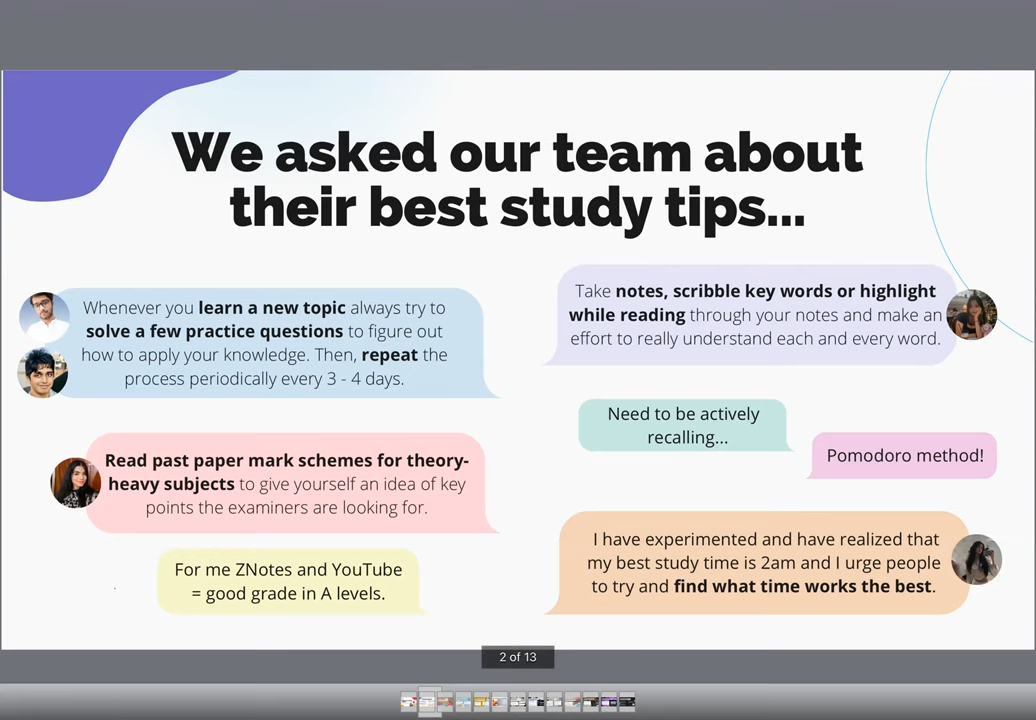 We asked our team about
their best study tips...
Whenever you learn a new topic always try to
solve a few practice questions to figure out
how to apply your knowledge. Then, repeat the
process periodically every 3 - 4 days.
Take notes, scribble key words or highlight
while reading through your notes and make an
effort to really understand each and every word.
Need to be actively
recalling...
Pomodoro method!
Read past paper mark schemes for theory-
heavy subjects to give yourself an idea of key
points the examiners are looking for.
For me ZNotes and YouTube
= good grade in A levels.
I have experimented and have realized that
my best study time is 2am and I urge people
to try and find what time works the best.
2 of 13